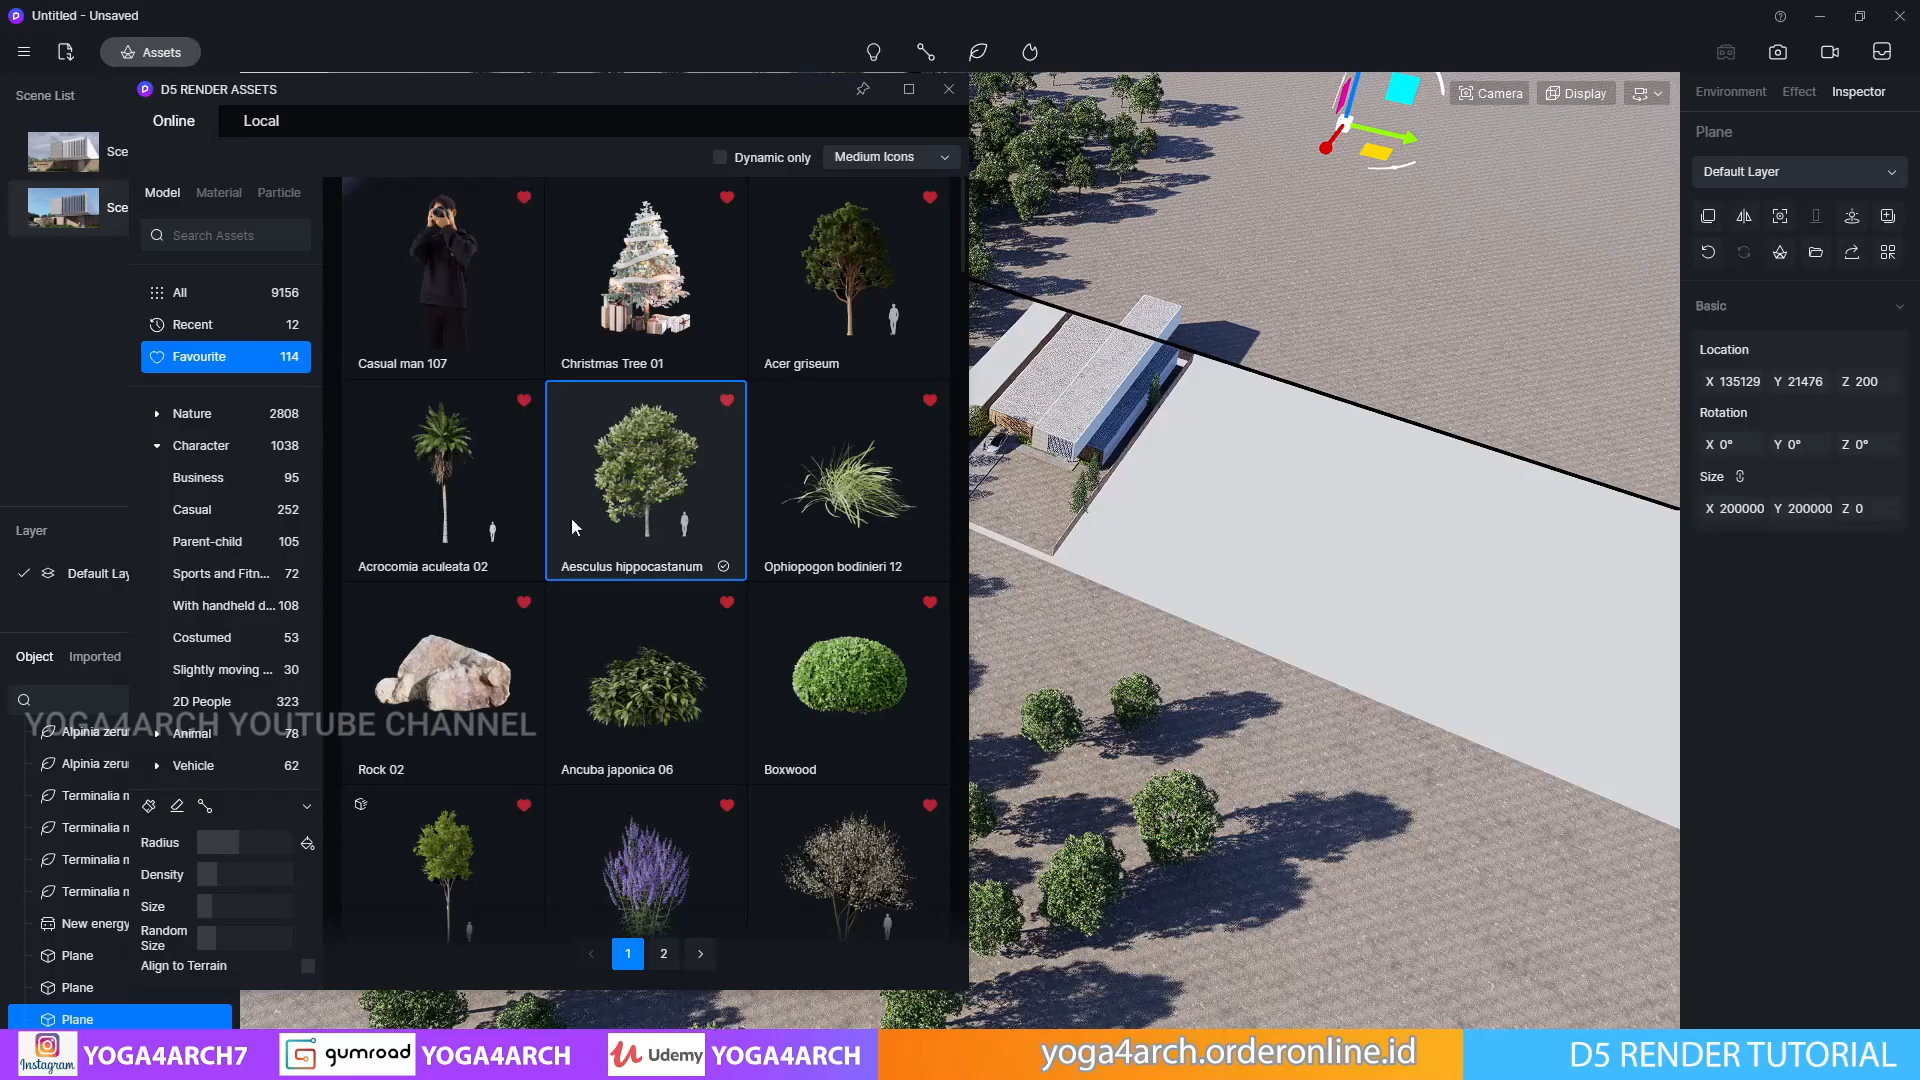 Untitled - Unsaved
Assets
Scene List
Sce
Sce
Layer
Default Lay
Object Imported
Alpinia zeru
Alpinia zeru
Terminalia n
Terminalia n
Terminalia n
Terminalia n
New energy
Plane
Plane
Plane
D5 RENDER ASSETS
Online Local
Dynamic only Medium Icons
Model Material Particle
Search Assets
All 9156
Recent 12
Favourite 114
Nature 2808
Character 1038
Business 95
Casual 252
Parent-child 105
Sports and Fitn... 72
With handheld d... 108
Costumed 53
Slightly moving ... 30
2D People 323
Animal 78
Vehicle 62
Radius
Density
Size
Random
Size
Align to Terrain
Casual man 107 Christmas Tree 01 Acer griseum
Acrocomia aculeata 02 Aesculus hippocastanum Ophiopogon bodinieri 12
Rock 02 Ancuba japonica 06 Boxwood
1 2
Camera Display
Environment Effect Inspector
Plane
Default Layer
Basic
Location
X 135129 Y 21476 Z 200
Rotation
X 0° Y 0° Z 0°
Size
X 200000 Y 200000 Z 0
YOGA4ARCH YOUTUBE CHANNEL
Instagram YOGA4ARCH7 gumroad YOGA4ARCH Udemy YOGA4ARCH yoga4arch.orderonline.id D5 RENDER TUTORIAL